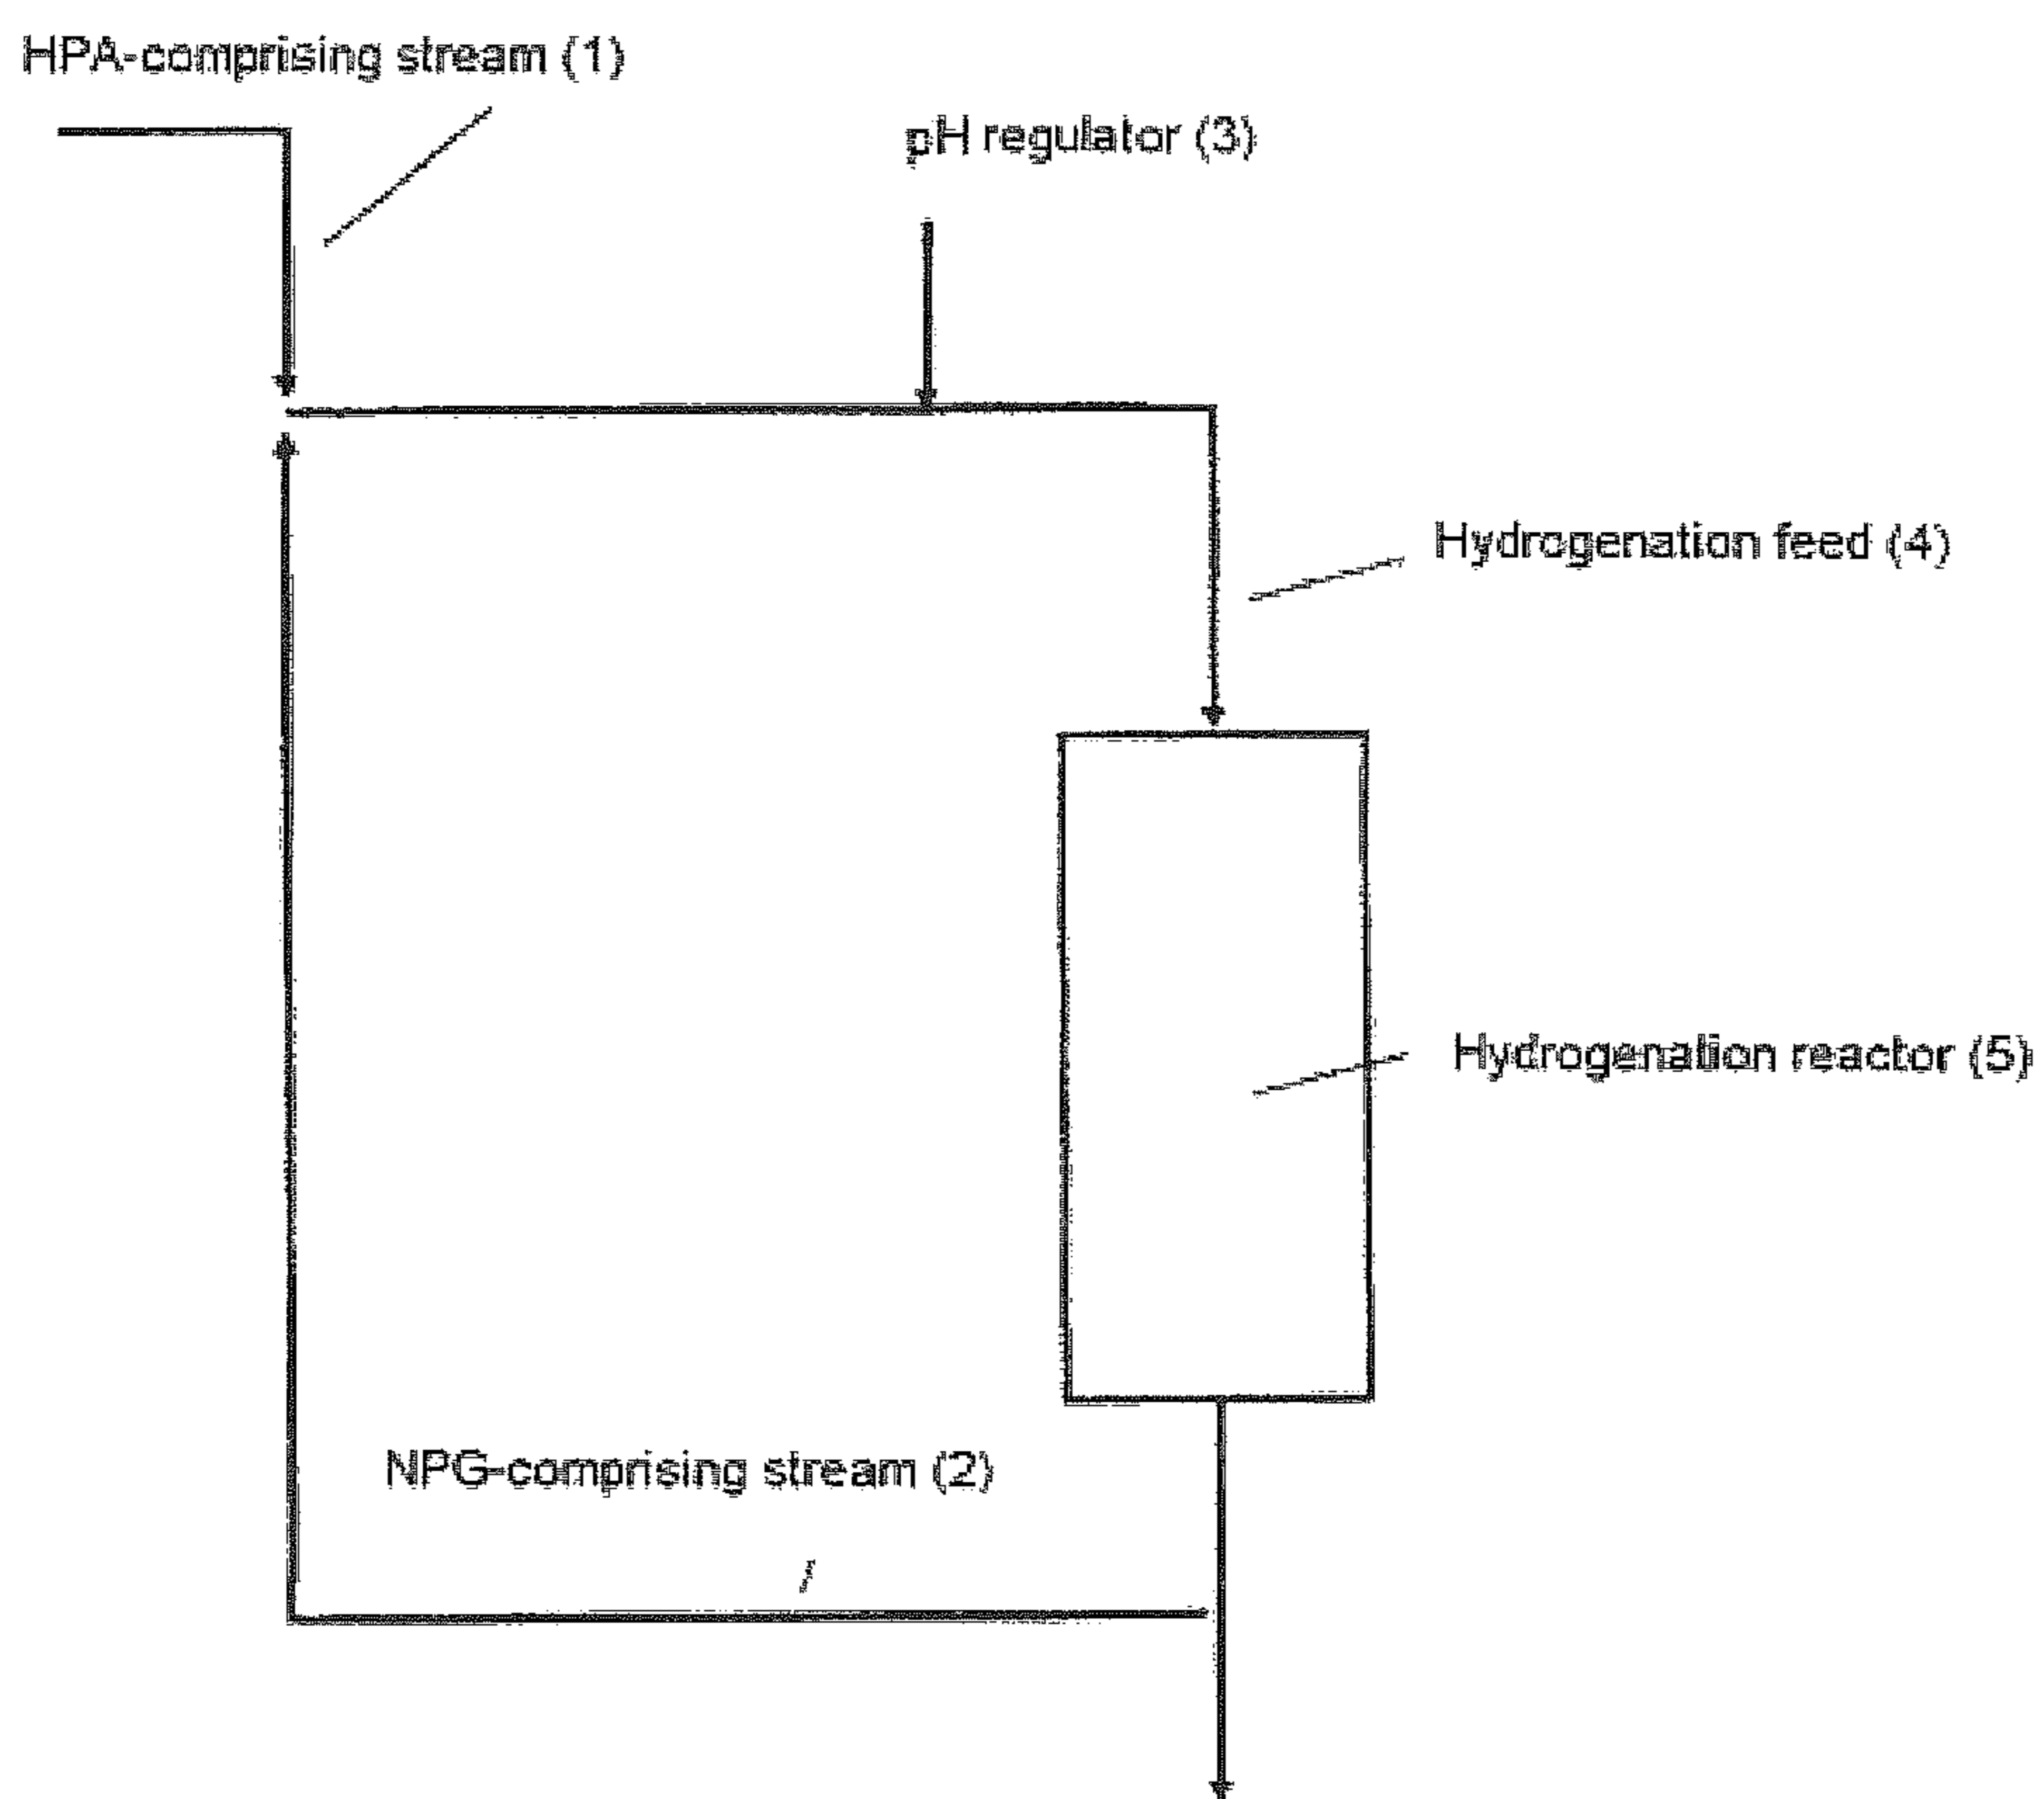 HPA-comprising stream (1)
pH regulator (3)
Hydrogenation feed (4)
Hydrogenation reactor (5)
NPG-comprising stream (2)